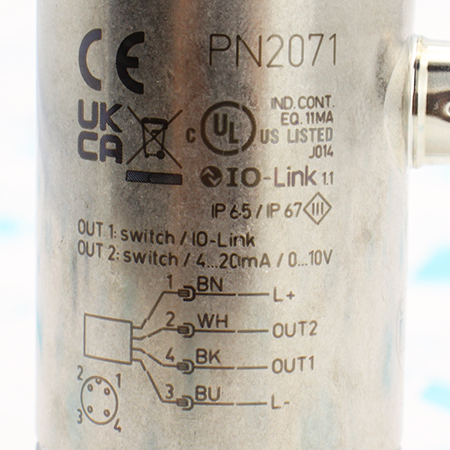 CE PN2071
UK
CA
IND. CONT.
EQ. 11MA
C UL US LISTED
J014
IO-Link 1.1
IP 65 / IP 67 III
OUT 1: switch / IO-Link
OUT 2: switch / 4...20mA / 0...10V
1 BN L+
2 WH OUT2
4 BK OUT1
3 BU L-
2 1
3 4